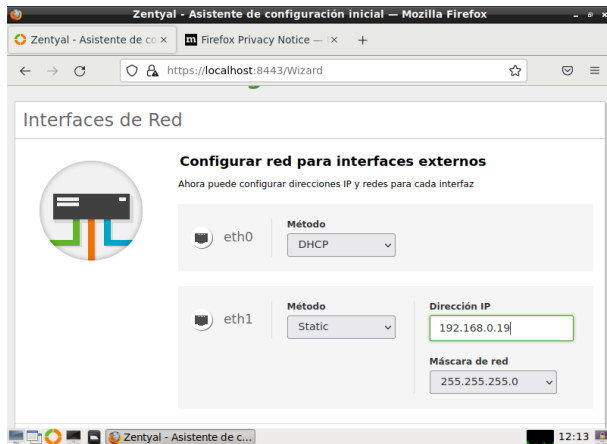 Zentyal - Asistente de configuración inicial — Mozilla Firefox
Zentyal - Asistente de co
m Firefox Privacy Notice —
https://localhost:8443/Wizard
Interfaces de Red
Configurar red para interfaces externos
Ahora puede configurar direcciones IP y redes para cada interfaz
eth0
Método
DHCP
eth1
Método
Static
Dirección IP
192.168.0.19
Máscara de red
255.255.255.0
Zentyal - Asistente de c...
12:13